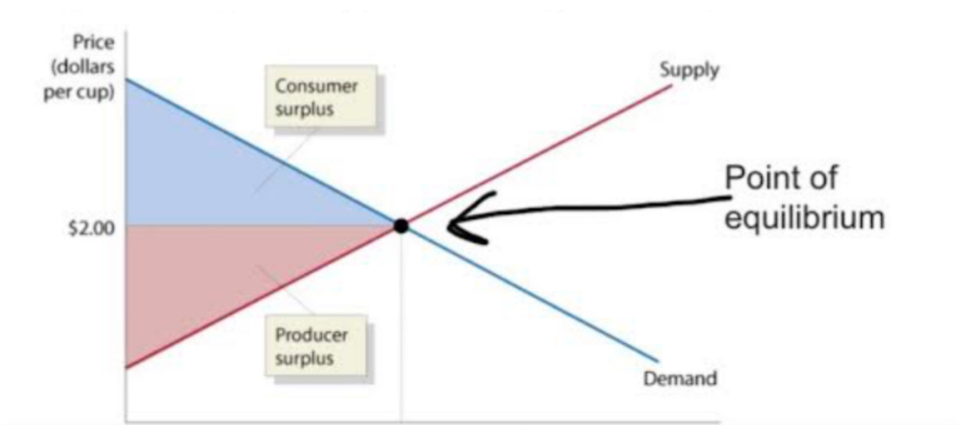 Price
(dollars
per cup)
Consumer
surplus
Supply
Point of
equilibrium
$2.00
Producer
surplus
Demand